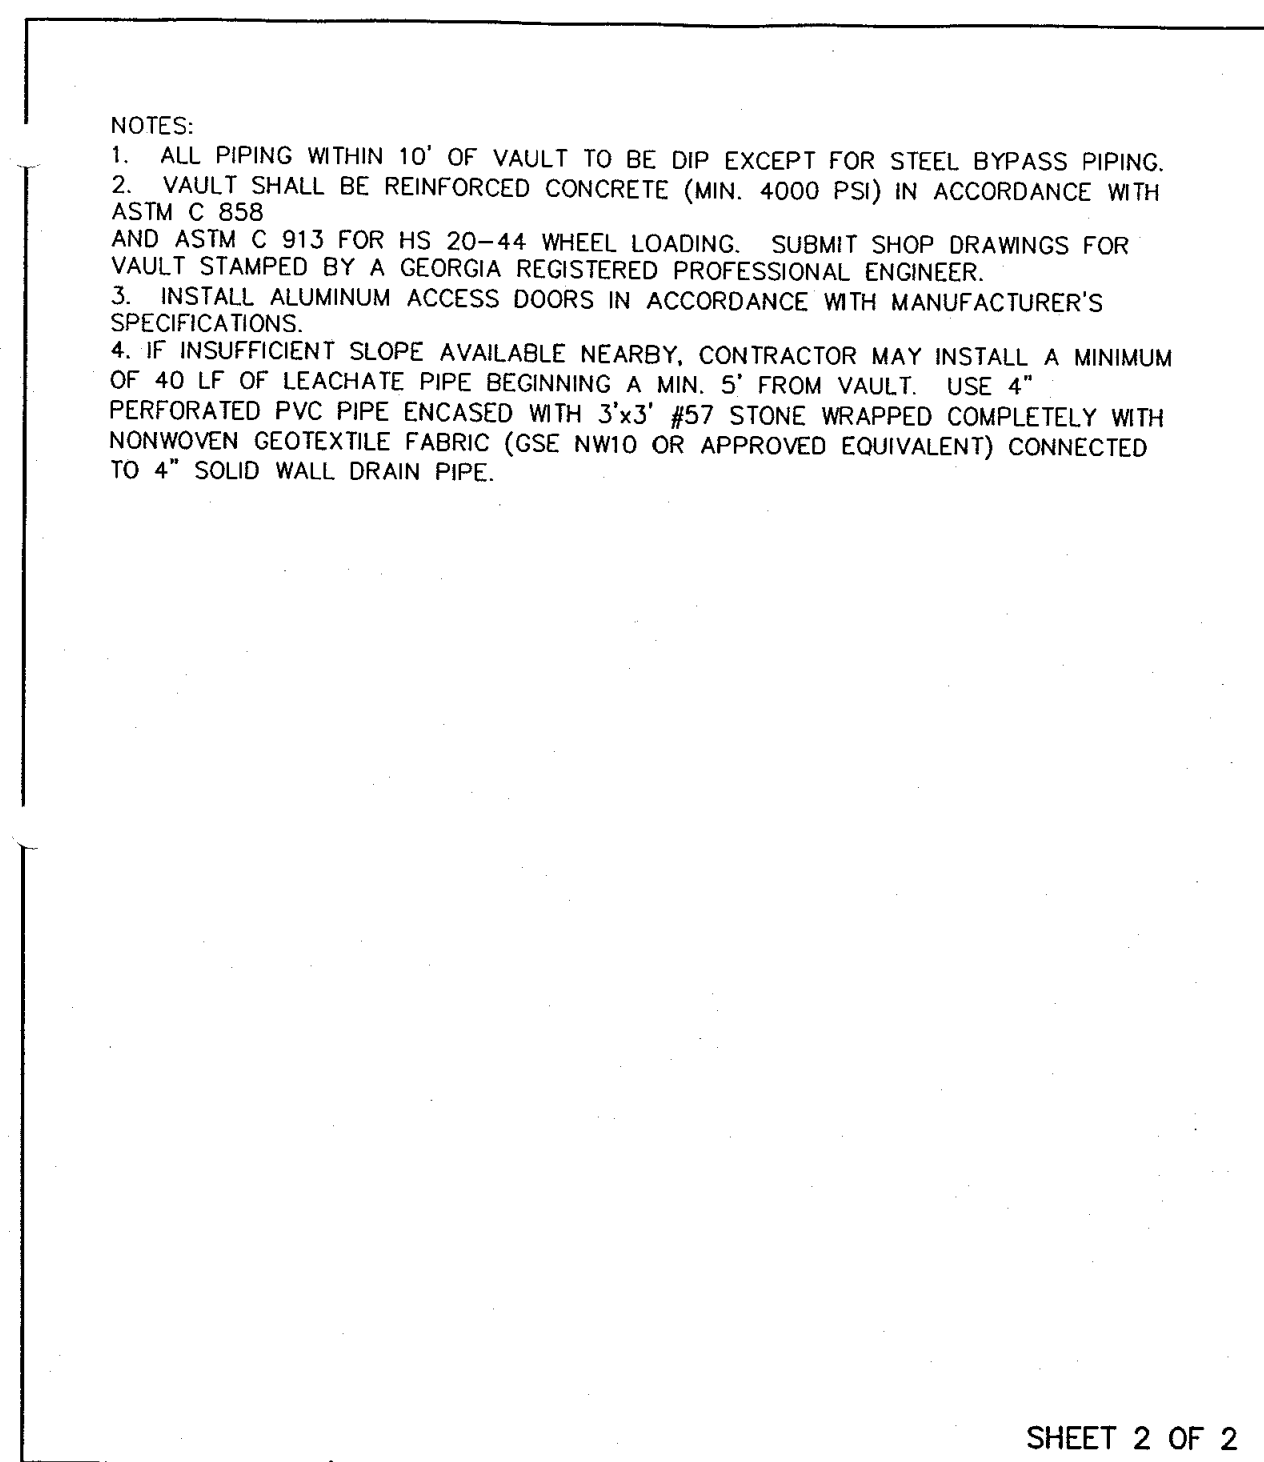 NOTES:
1. ALL PIPING WITHIN 10' OF VAULT TO BE DIP EXCEPT FOR STEEL BYPASS PIPING.
2. VAULT SHALL BE REINFORCED CONCRETE (MIN. 4000 PSI) IN ACCORDANCE WITH
ASTM C 858
AND ASTM C 913 FOR HS 20-44 WHEEL LOADING. SUBMIT SHOP DRAWINGS FOR
VAULT STAMPED BY A GEORGIA REGISTERED PROFESSIONAL ENGINEER.
3. INSTALL ALUMINUM ACCESS DOORS IN ACCORDANCE WITH MANUFACTURER'S
SPECIFICATIONS.
4. IF INSUFFICIENT SLOPE AVAILABLE NEARBY, CONTRACTOR MAY INSTALL A MINIMUM
OF 40 LF OF LEACHATE PIPE BEGINNING A MIN. 5' FROM VAULT. USE 4"
PERFORATED PVC PIPE ENCASED WITH 3'x3' #57 STONE WRAPPED COMPLETELY WITH
NONWOVEN GEOTEXTILE FABRIC (GSE NW10 OR APPROVED EQUIVALENT) CONNECTED
TO 4" SOLID WALL DRAIN PIPE.
SHEET 2 OF 2